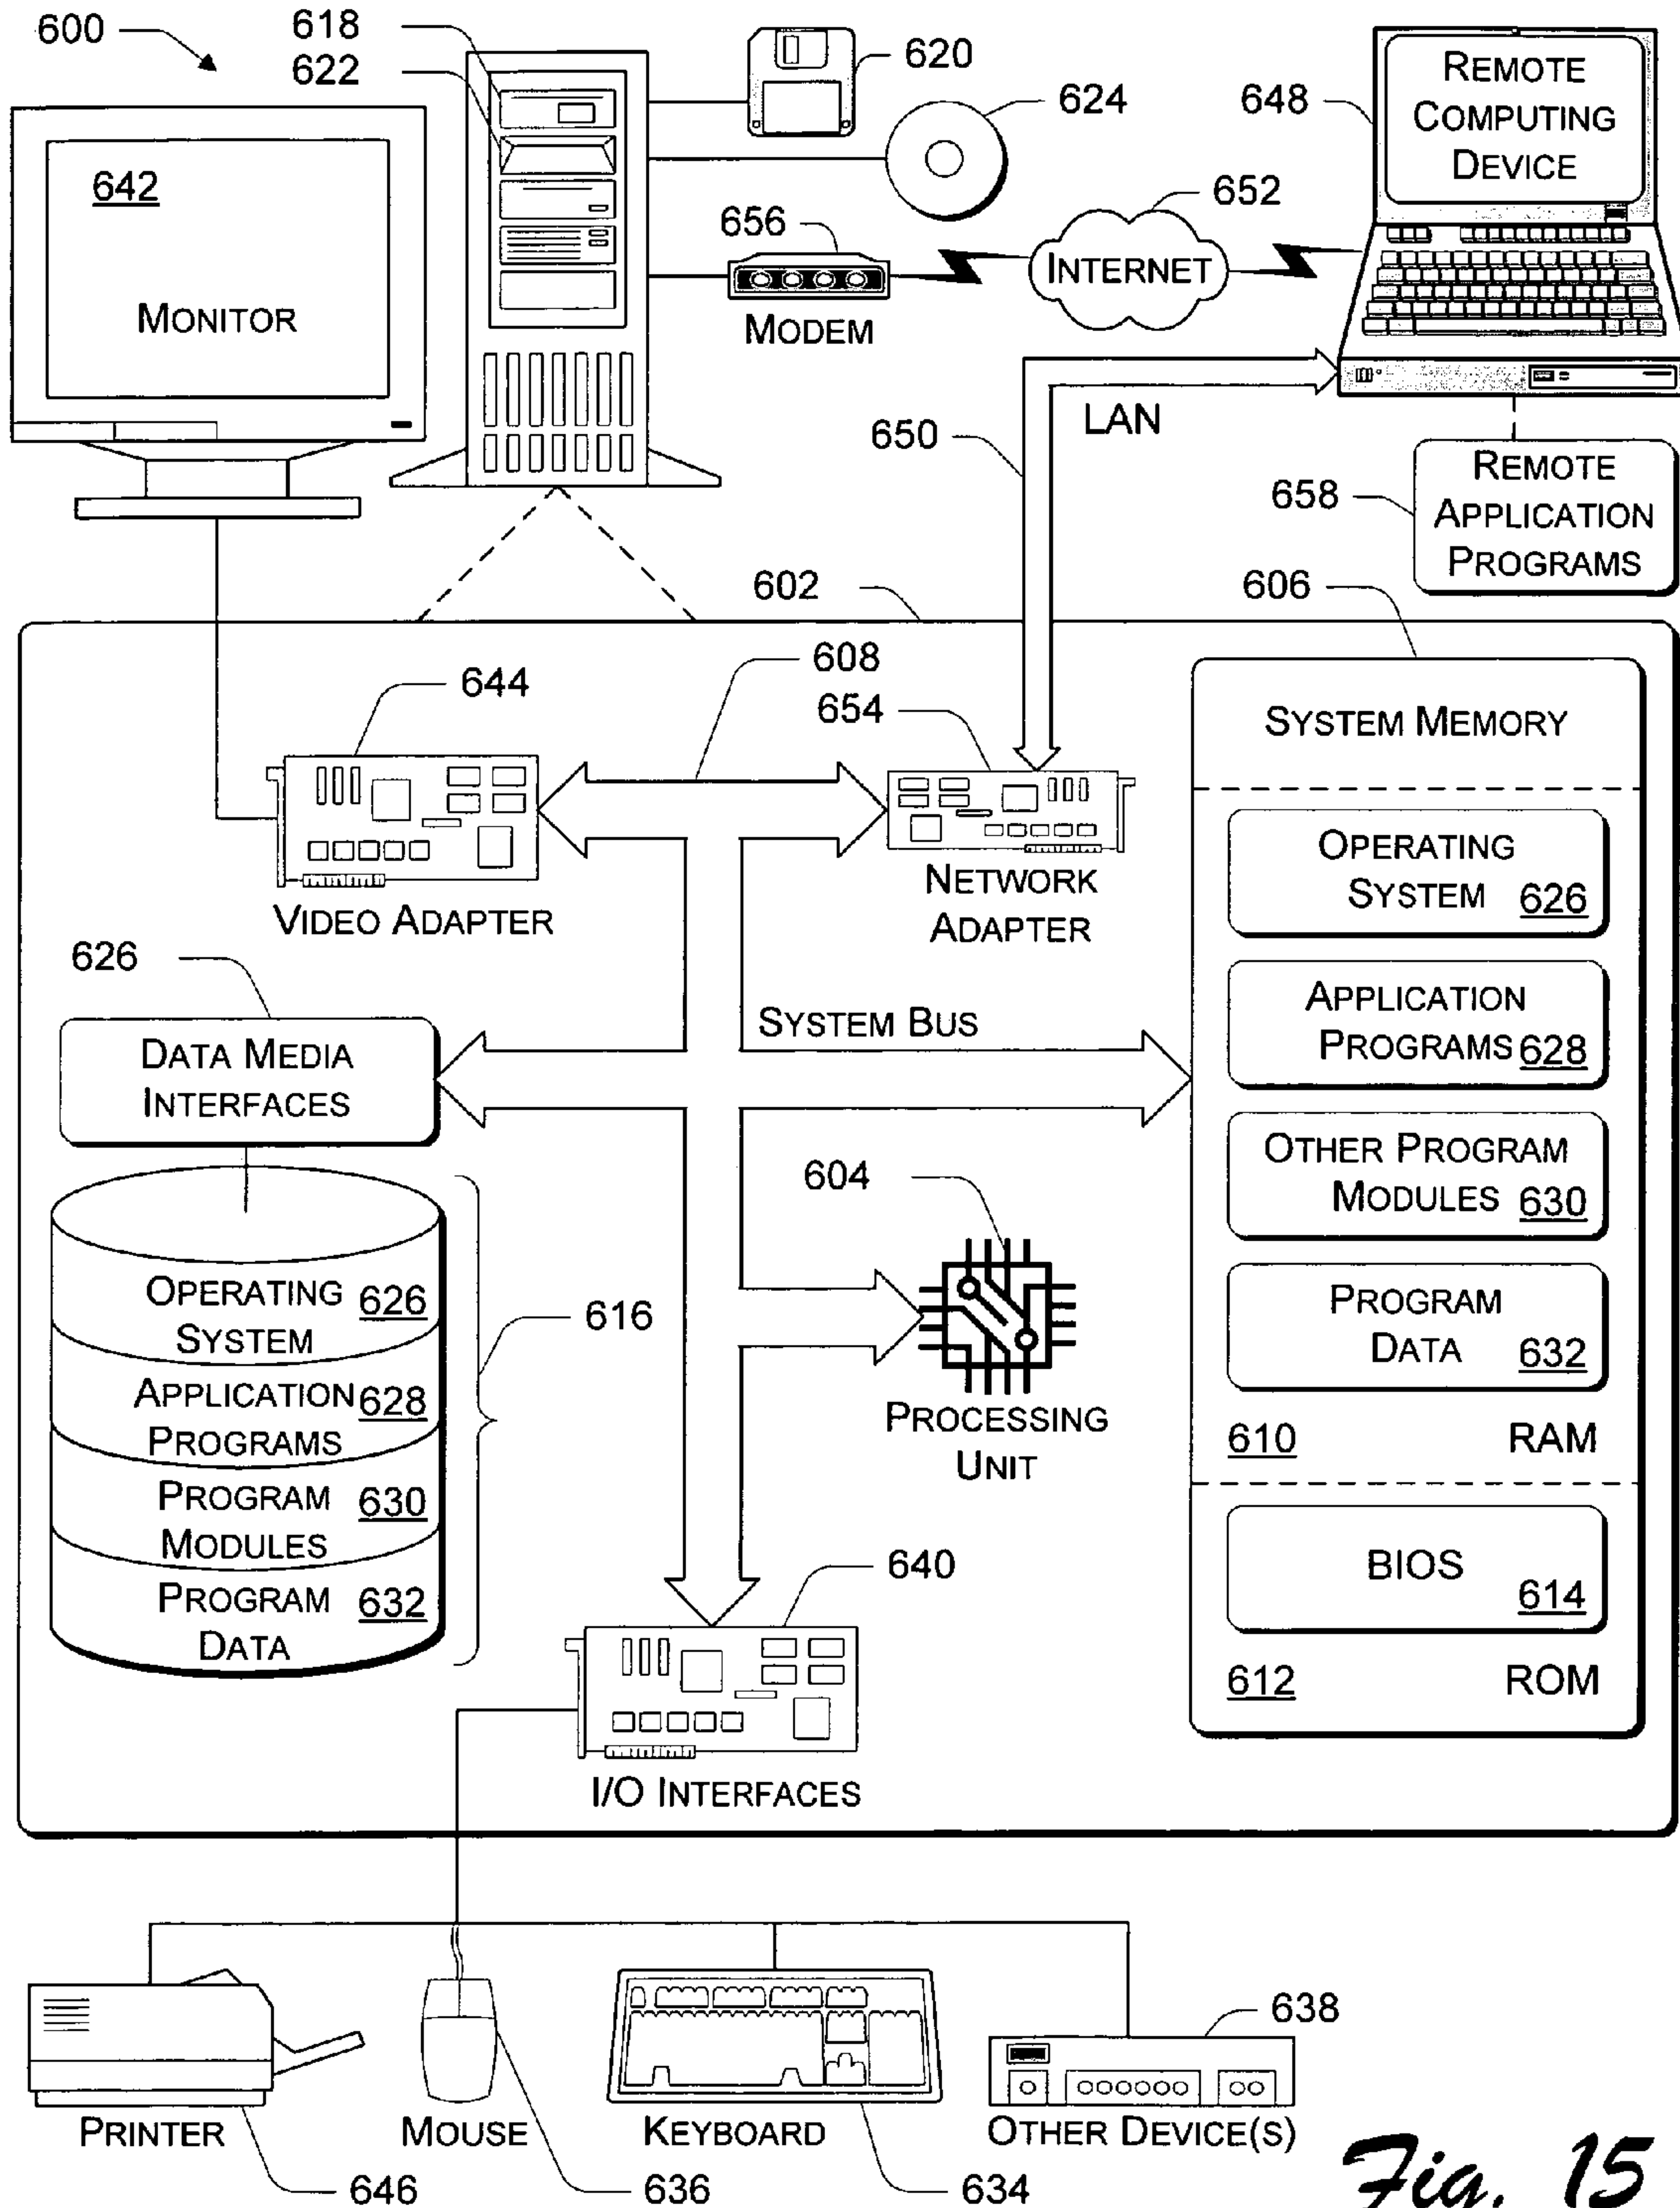 600
618
622
620
624
648
REMOTE
COMPUTING
DEVICE
642
MONITOR
656
MODEM
652
INTERNET
650
LAN
658
REMOTE
APPLICATION
PROGRAMS
602
606
608
644
654
VIDEO ADAPTER
NETWORK
ADAPTER
SYSTEM MEMORY
OPERATING
SYSTEM 626
APPLICATION
PROGRAMS 628
OTHER PROGRAM
MODULES 630
PROGRAM
DATA 632
610 RAM
BIOS
614
612 ROM
626
DATA MEDIA
INTERFACES
SYSTEM BUS
OPERATING 626
SYSTEM
APPLICATION 628
PROGRAMS
PROGRAM 630
MODULES
PROGRAM 632
DATA
616
604
PROCESSING
UNIT
640
I/O INTERFACES
PRINTER
646
MOUSE
636
KEYBOARD
634
638
OTHER DEVICE(S)
Fig. 15